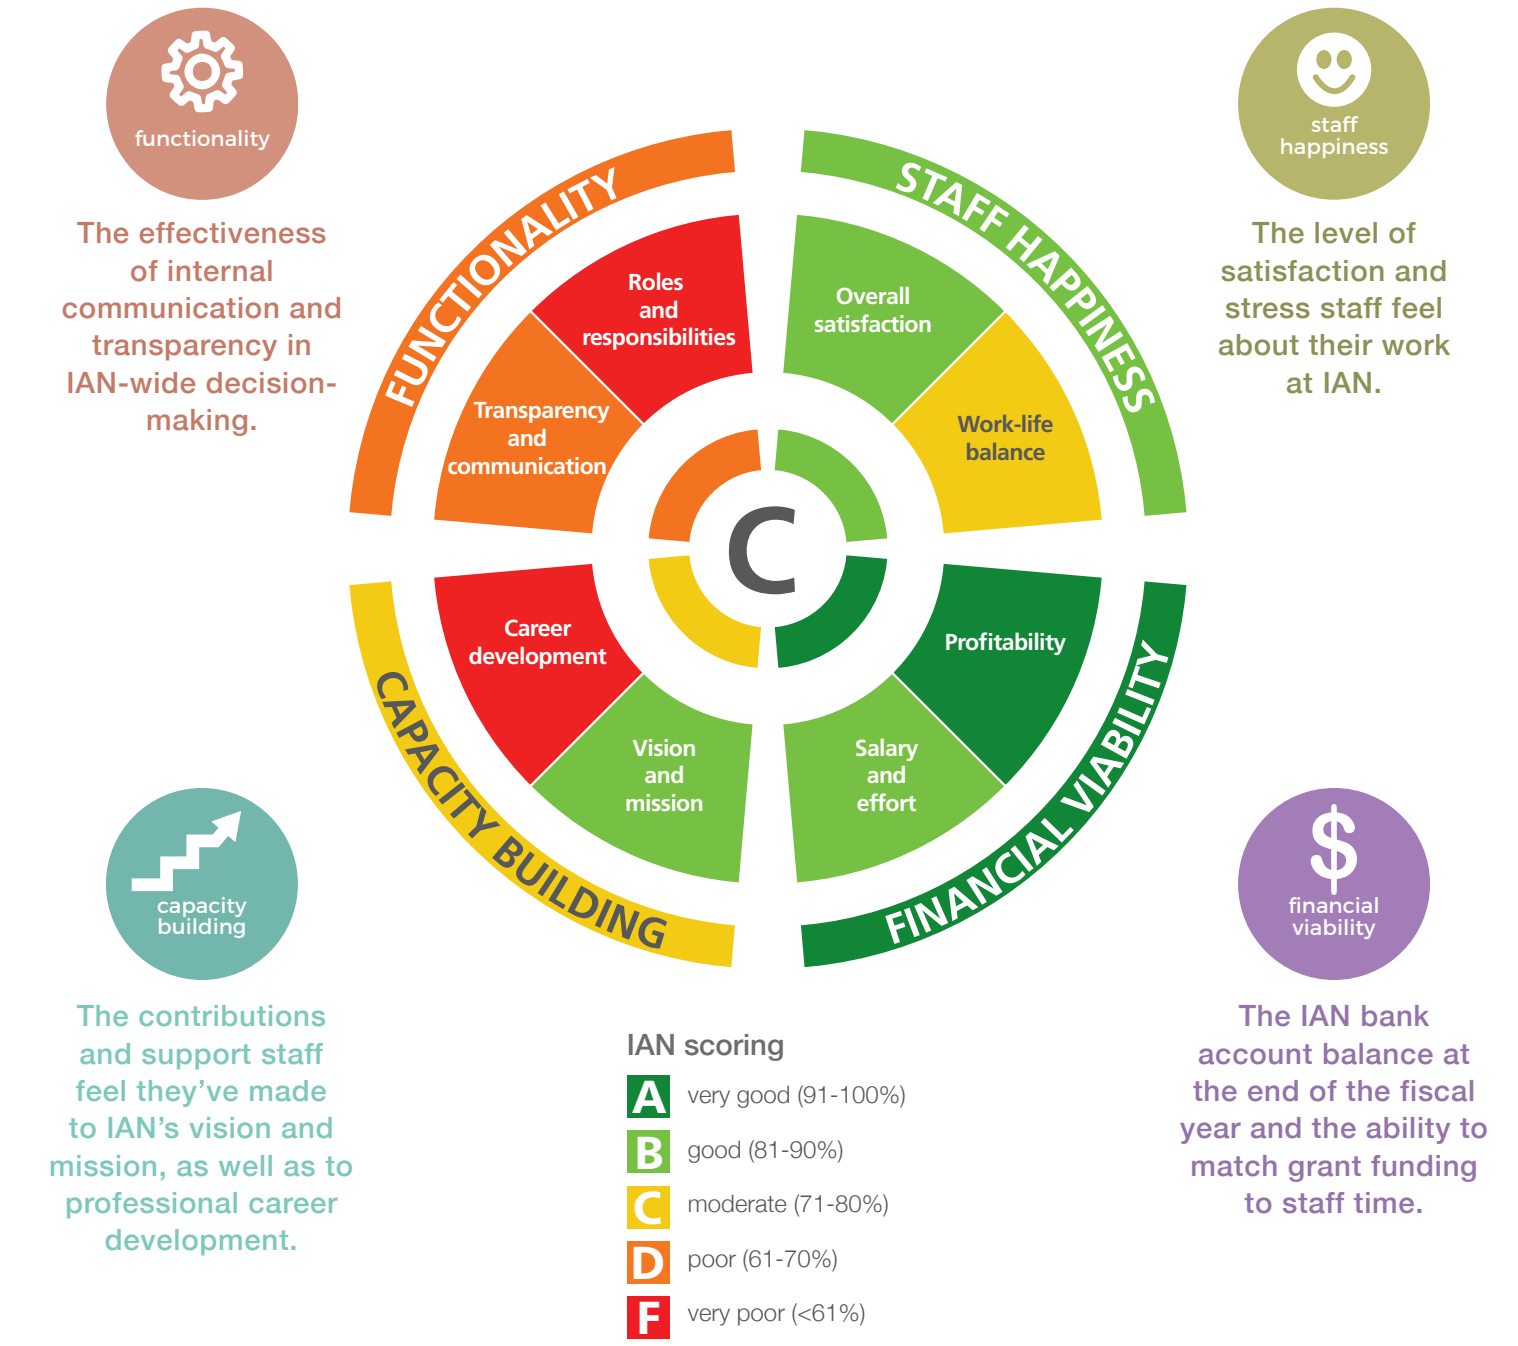 functionality
The effectiveness
of internal
communication and
transparency in
IAN-wide decision-
making.
staff
happiness
The level of
satisfaction and
stress staff feel
about their work
at IAN.
FUNCTIONALITY
STAFF HAPPINESS
Roles
and
responsibilities
Overall
satisfaction
Transparency
and
communication
Work-life
balance
C
Career
development
Profitability
Vision
and
mission
Salary
and
effort
CAPACITY BUILDING
FINANCIAL VIABILITY
capacity
building
The contributions
and support staff
feel they’ve made
to IAN’s vision and
mission, as well as to
professional career
development.
financial
viability
The IAN bank
account balance at
the end of the fiscal
year and the ability to
match grant funding
to staff time.
IAN scoring
A very good (91-100%)
B good (81-90%)
C moderate (71-80%)
D poor (61-70%)
F very poor (<61%)